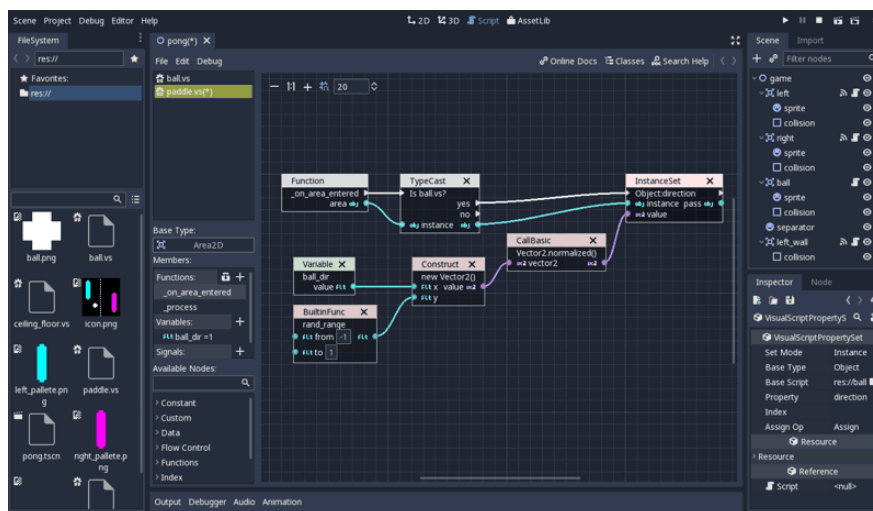 Scene Project Debug Editor Help
2D 3D Script AssetLib
FileSystem
res://
Favorites:
res://
ball.png
ball.vs
ceiling_floor.vs
icon.png
left_pallete.pn
g
paddle.vs
pong.tscn
right_pallete.p
ng
pong(*)
File Edit Debug
Online Docs Classes Search Help
ball.vs
paddle.vs(*)
Base Type:
Area2D
Members:
Functions:
_on_area_entered
_process
Variables:
ball_dir =1
Signals:
Available Nodes:
Constant
Custom
Data
Flow Control
Functions
Index
1:1
20
Function
_on_area_entered
area
TypeCast
Is ball.vs?
yes
no
instance
InstanceSet
Object:direction
instance pass
value
CallBasic
Vector2.normalized()
vector2
Variable
ball_dir
value
Construct
new Vector2()
x value
y
BuiltinFunc
rand_range
from -1
to 1
Output Debugger Audio Animation
Scene Import
Filter nodes
game
left
sprite
collision
right
sprite
collision
ball
sprite
collision
separator
left_wall
collision
Inspector Node
VisualScriptPropertyS
VisualScriptPropertySet
Set Mode Instance
Base Type Object
Base Script res://ball
Property direction
Index
Assign Op Assign
Resource
Resource
Reference
Script <null>